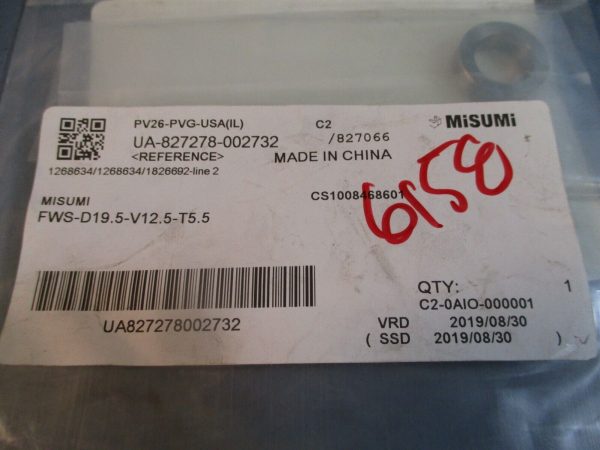 PV26-PVG-USA(IL) C2 MiSUMi
UA-827278-002732 /827066
<REFERENCE> MADE IN CHINA
1268634/1268634/1826692-line 2
MISUMI CS1008468601
FWS-D19.5-V12.5-T5.5
6158
QTY: 1
C2-0AIO-000001
UA827278002732 VRD 2019/08/30
( SSD 2019/08/30 )